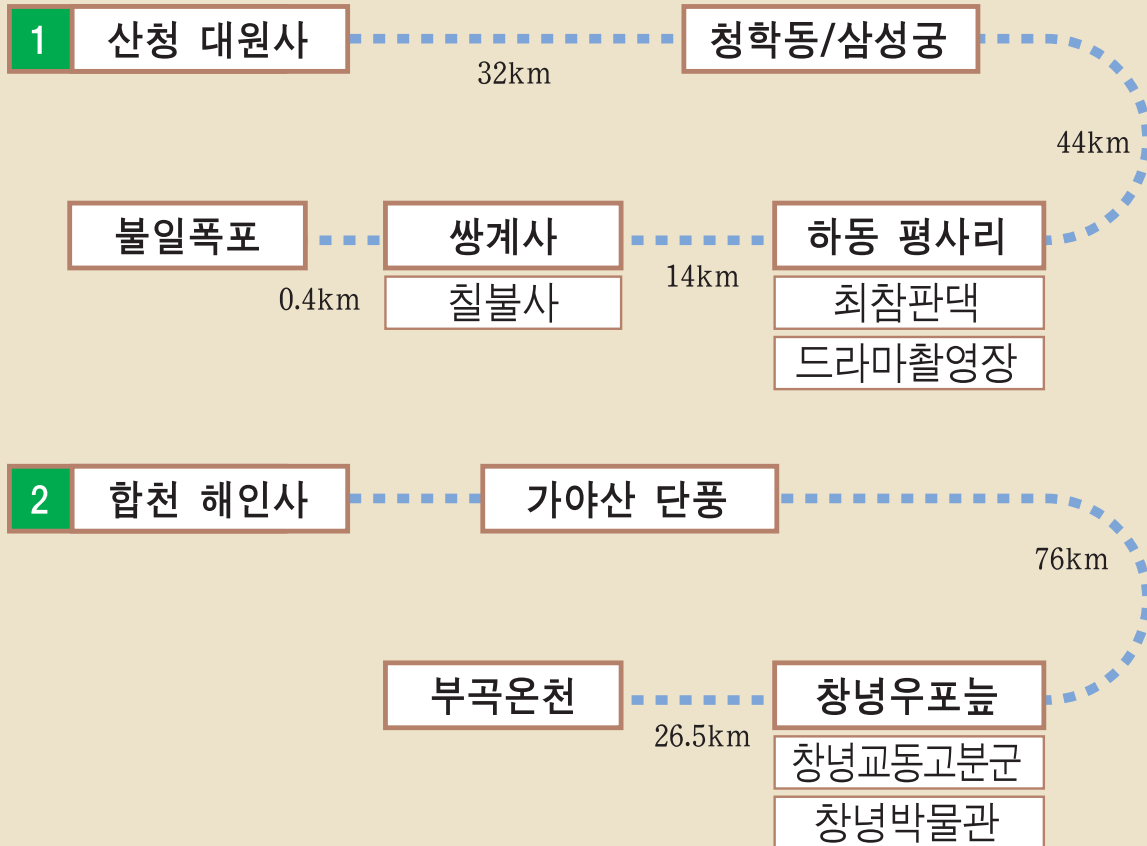 1 산청 대원사
32km
청학동/삼성궁
44km
하동 평사리
최참판댁
드라마촬영장
14km
쌍계사
칠불사
0.4km
불일폭포
2 합천 해인사
가야산 단풍
76km
창녕우포늪
창녕교동고분군
창녕박물관
26.5km
부곡온천